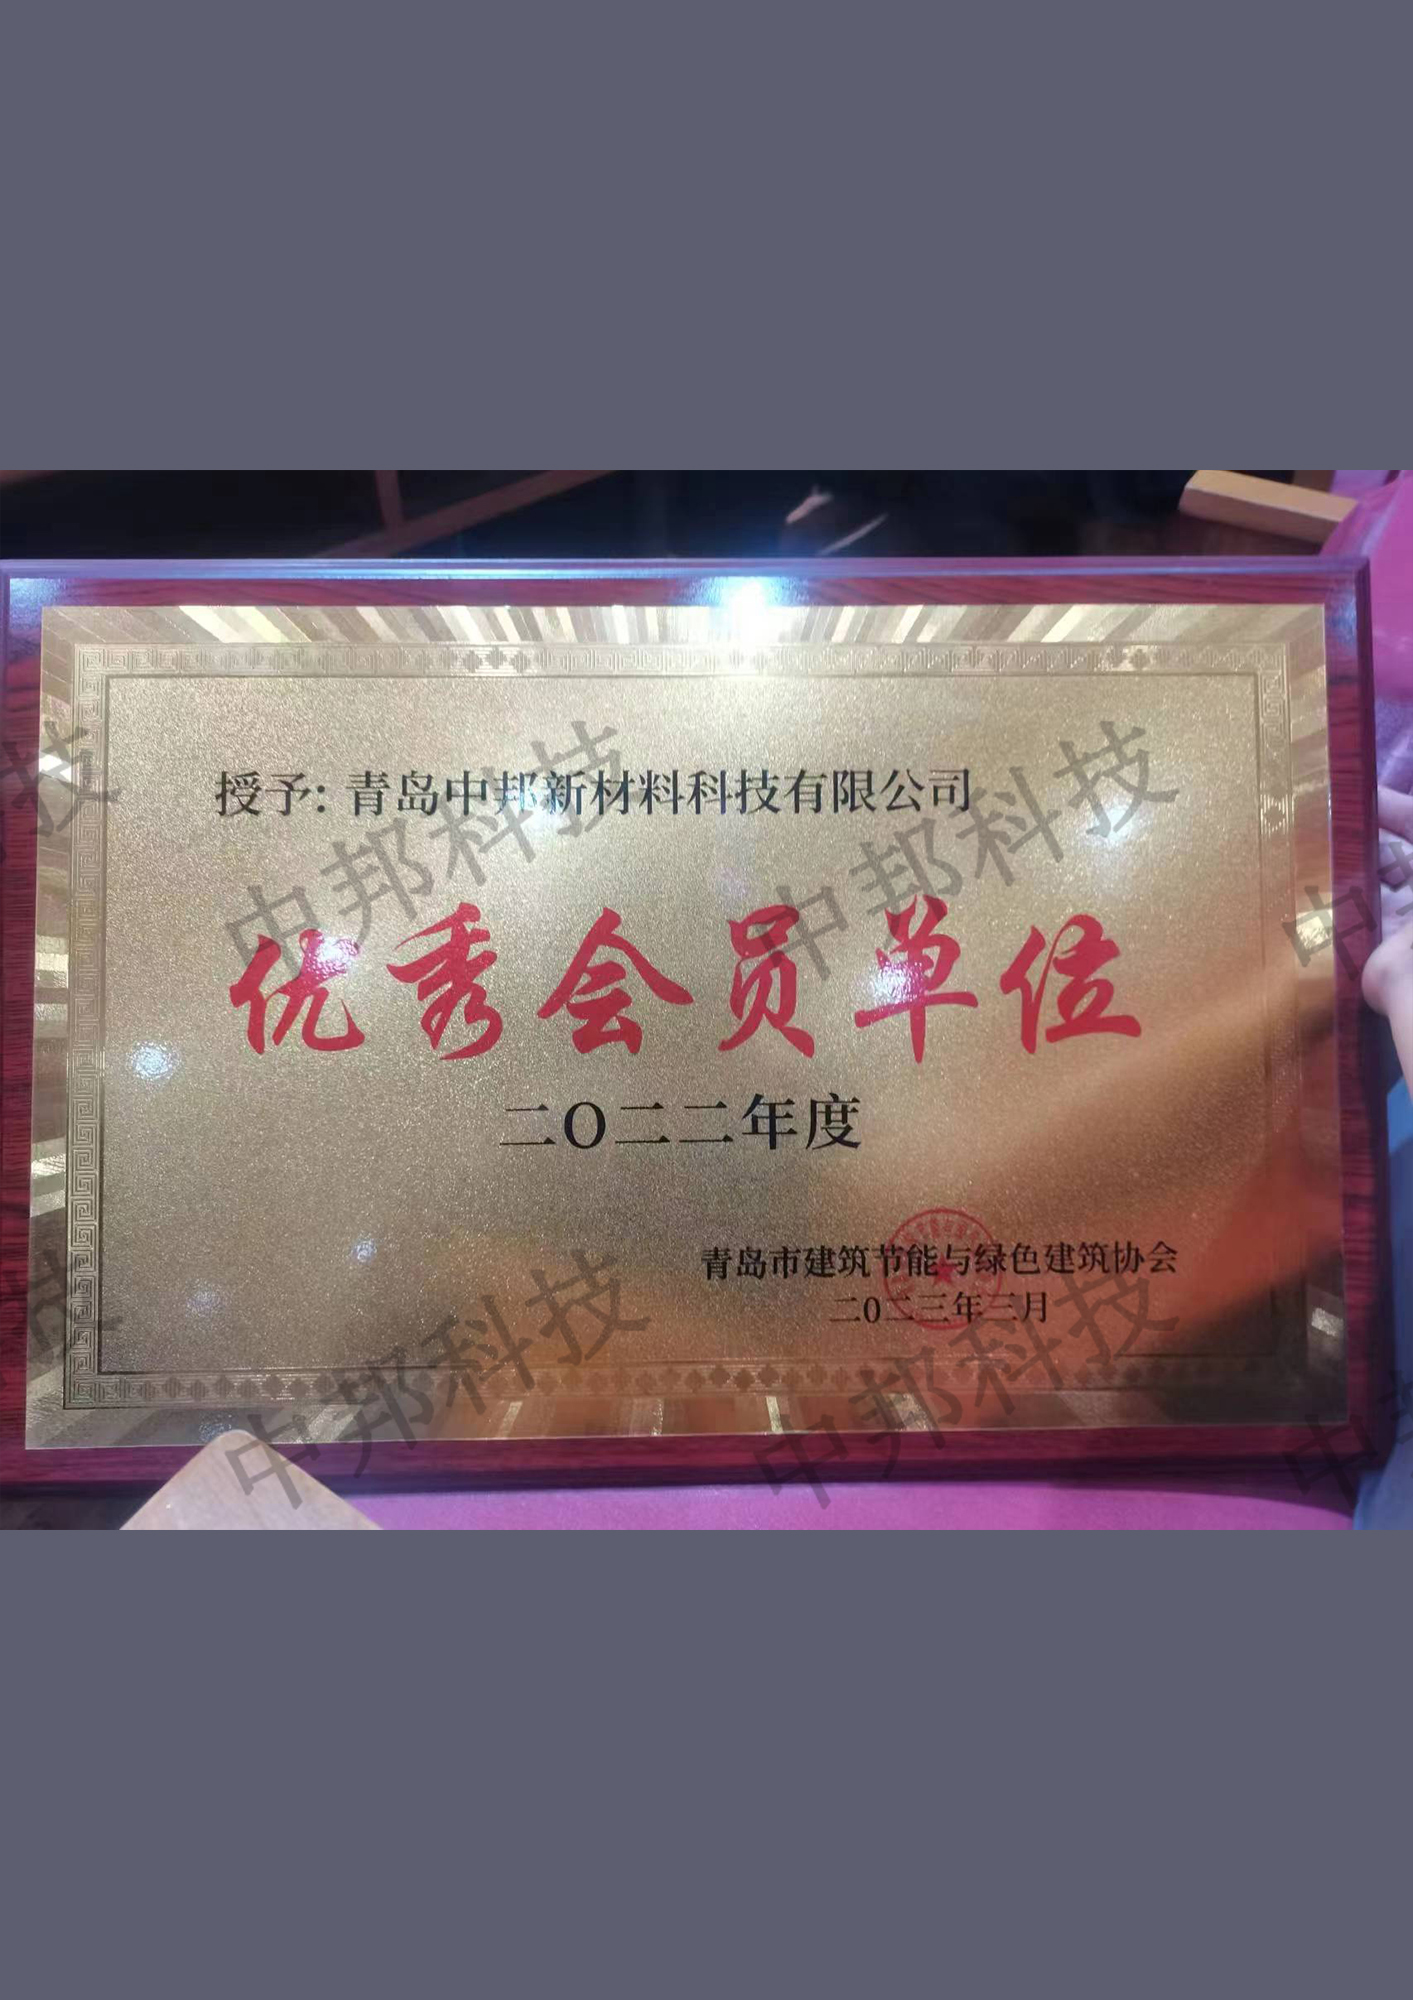 授予: 青岛中邦新材料科技有限公司
优秀会员单位
二O二二年度
青岛市建筑节能与绿色建筑协会
二O二三年三月
中邦科技
中邦科技
中邦科技
中邦科技